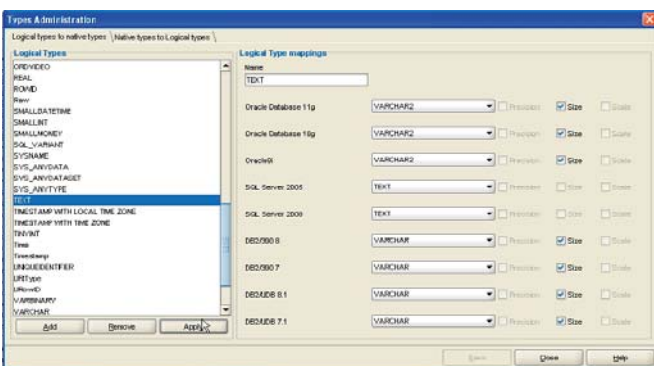 Types Administration
Logical types to native types \ Native types to Logical types \
Logical Types
ORDVIDEO
REAL
ROWID
Raw
SMALLDATETIME
SMALLINT
SMALLMONEY
SQL_VARIANT
SYSNAME
SYS_ANYDATA
SYS_ANYDATASET
SYS_ANYTYPE
TEXT
TIMESTAMP WITH LOCAL TIME ZONE
TIMESTAMP WITH TIME ZONE
TINYINT
Time
Timestamp
UNIQUEIDENTIFIER
URIType
URowID
VARBINARY
VARCHAR
Add Remove Apply
Logical Type mappings
Name
TEXT
Oracle Database 11g VARCHAR2 Precision Size Scale
Oracle Database 10g VARCHAR2 Precision Size Scale
Oracle9i VARCHAR2 Precision Size Scale
SQL Server 2005 TEXT Precision Size Scale
SQL Server 2000 TEXT Precision Size Scale
DB2/390 8 VARCHAR Precision Size Scale
DB2/390 7 VARCHAR Precision Size Scale
DB2/UDB 8.1 VARCHAR Precision Size Scale
DB2/UDB 7.1 VARCHAR Precision Size Scale
Save Close Help